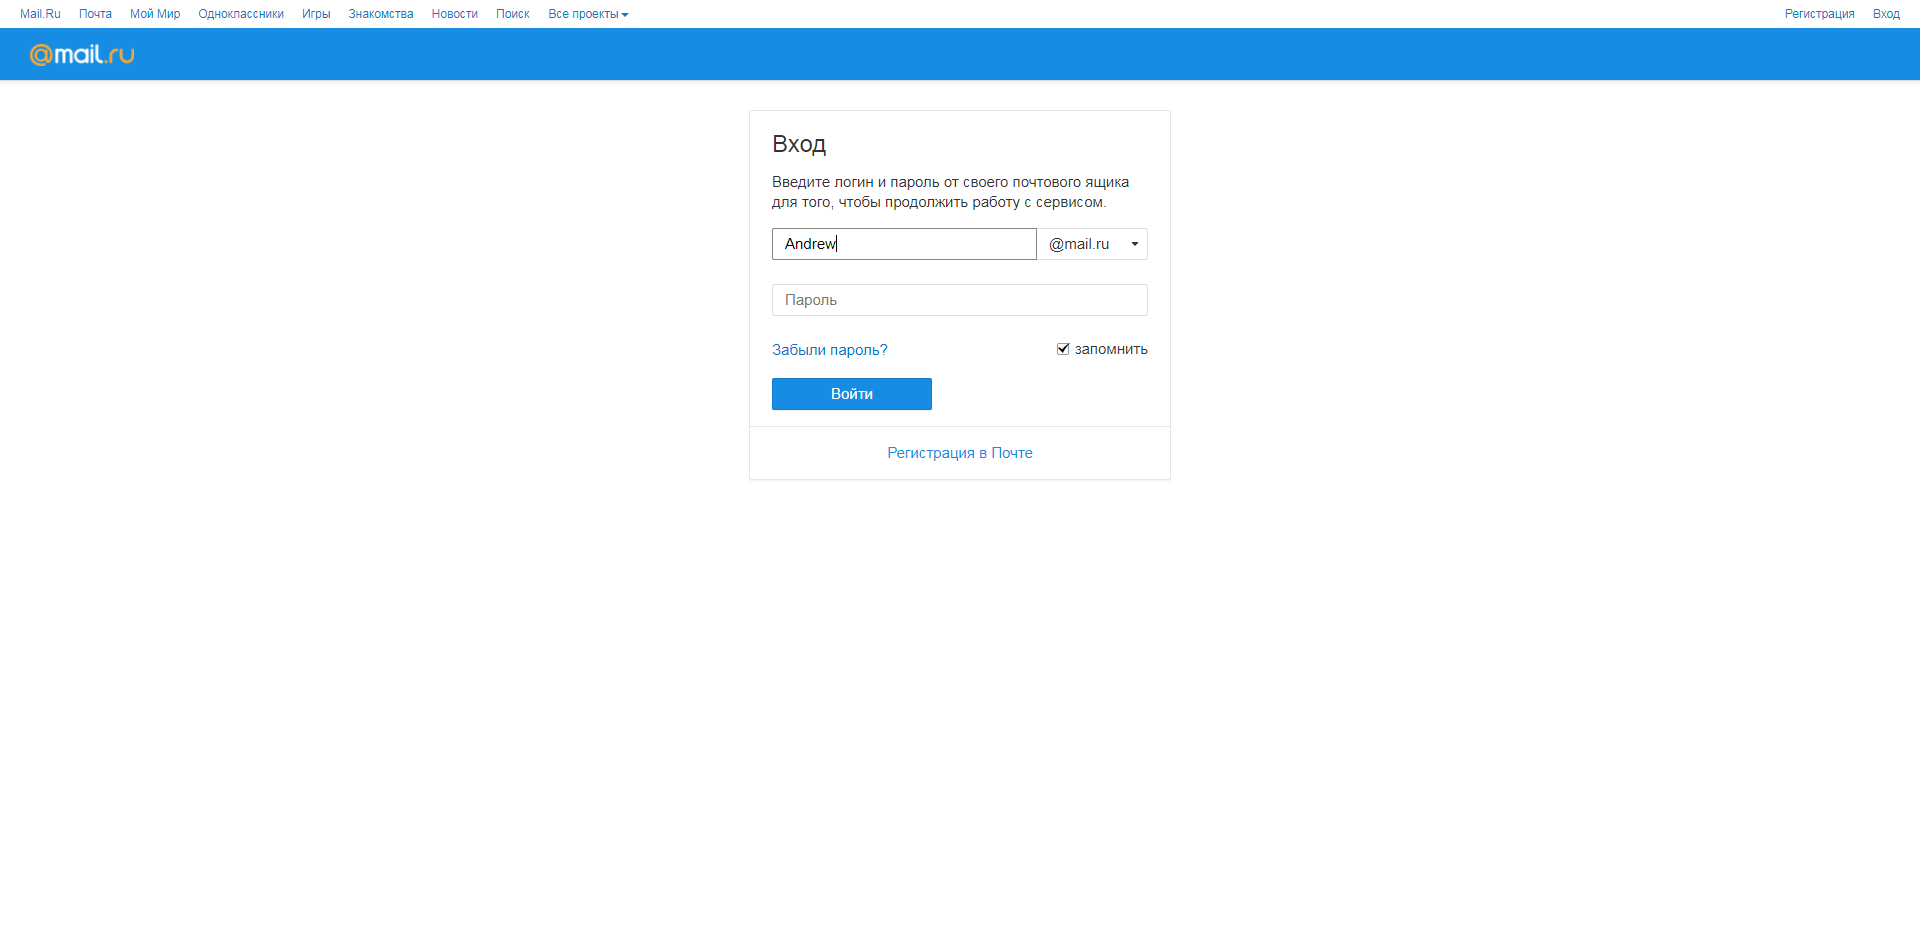 Mail.Ru Почта Мой Мир Одноклассники Игры Знакомства Новости Поиск Все проекты Регистрация Вход
@mail.ru
Вход
Введите логин и пароль от своего почтового ящика
для того, чтобы продолжить работу с сервисом.
Andrew @mail.ru
Пароль
Забыли пароль? запомнить
Войти
Регистрация в Почте